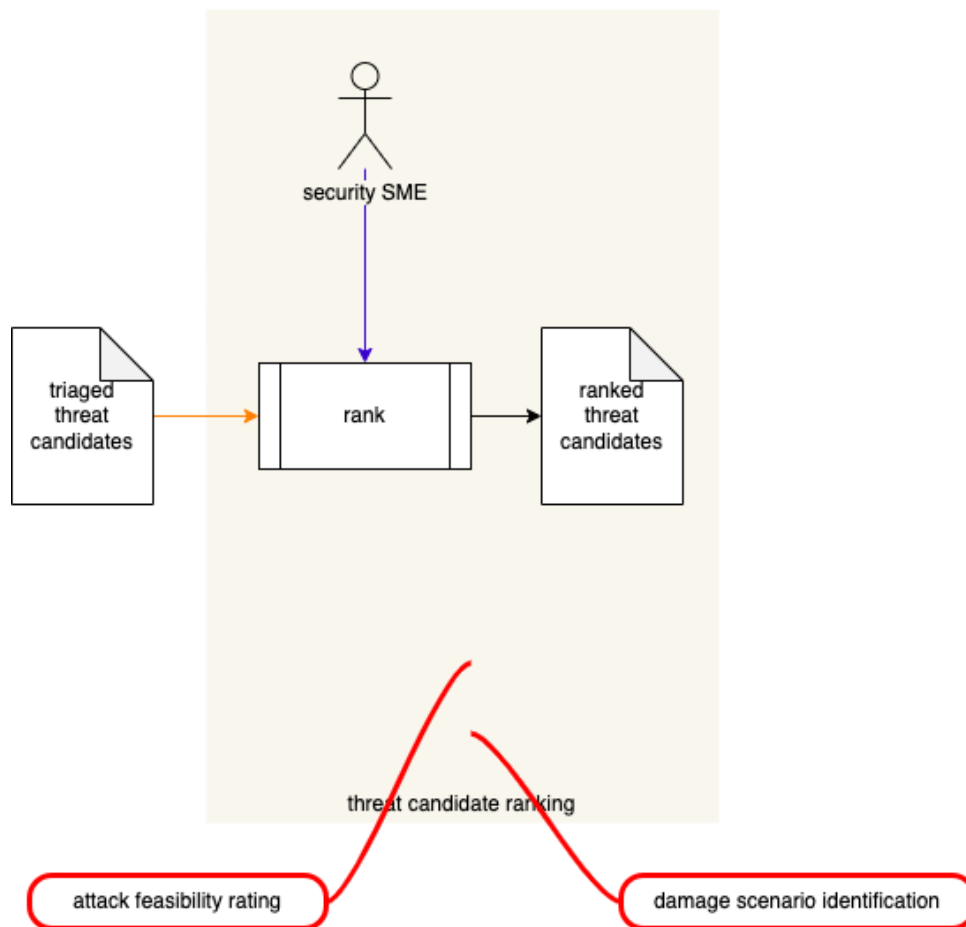 security SME
triaged
threat
candidates
rank
ranked
threat
candidates
threat candidate ranking
attack feasibility rating
damage scenario identification